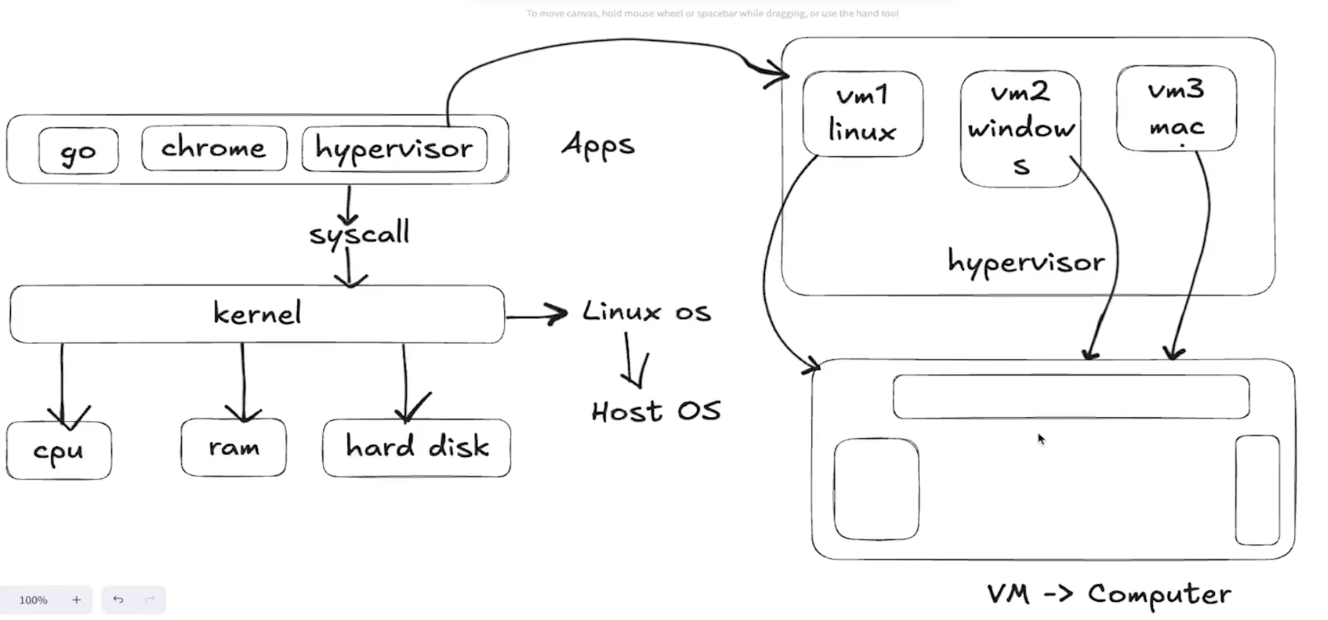 To move canvas, hold mouse wheel or spacebar while dragging, or use the hand tool
go
chrome
hypervisor
Apps
syscall
kernel
Linux os
Host OS
cpu
ram
hard disk
vm1
linux
vm2
window
s
vm3
mac
hypervisor
VM -> Computer
100%
+